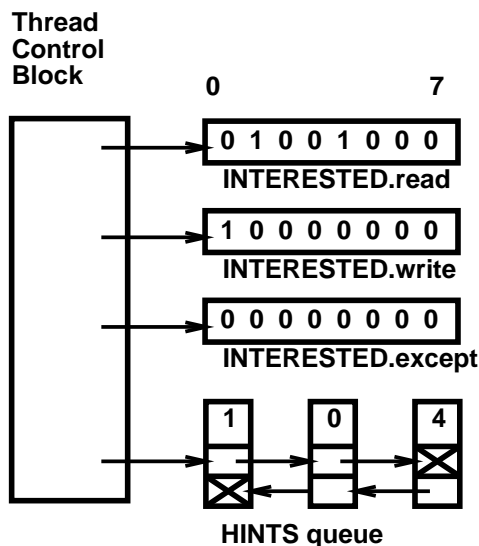 Thread
Control
Block
0 7
0 1 0 0 1 0 0 0
INTERESTED.read
1 0 0 0 0 0 0 0
INTERESTED.write
0 0 0 0 0 0 0 0
INTERESTED.except
1 0 4
HINTS queue